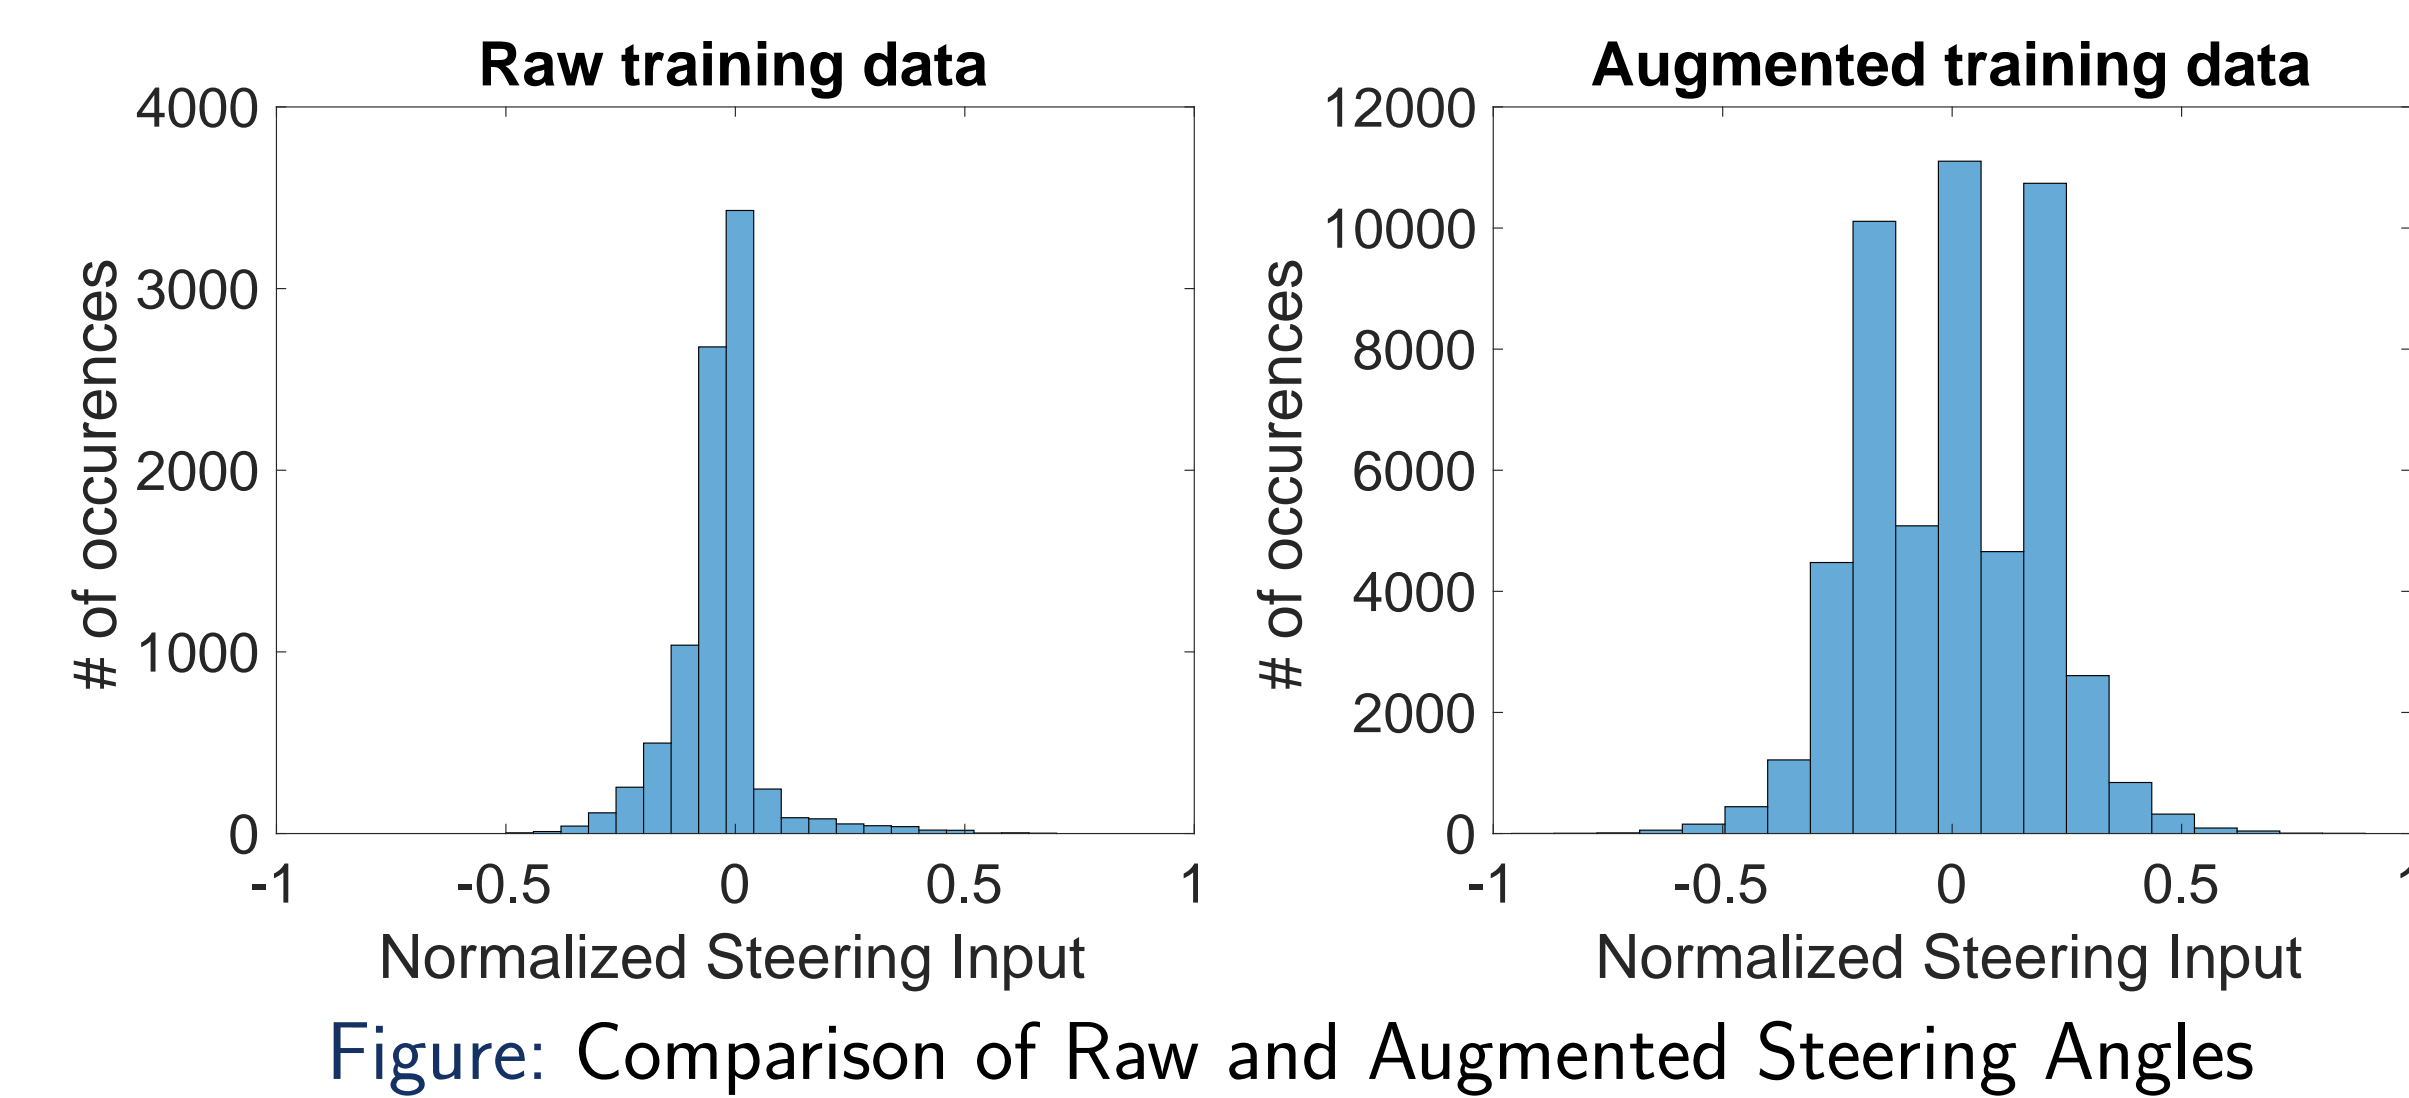 Raw training data
4000
3000
2000
1000
0
# of occurences
-1 -0.5 0 0.5 1
Normalized Steering Input
Augmented training data
12000
10000
8000
6000
4000
2000
0
# of occurences
-1 -0.5 0 0.5
Normalized Steering Input
Figure: Comparison of Raw and Augmented Steering Angles